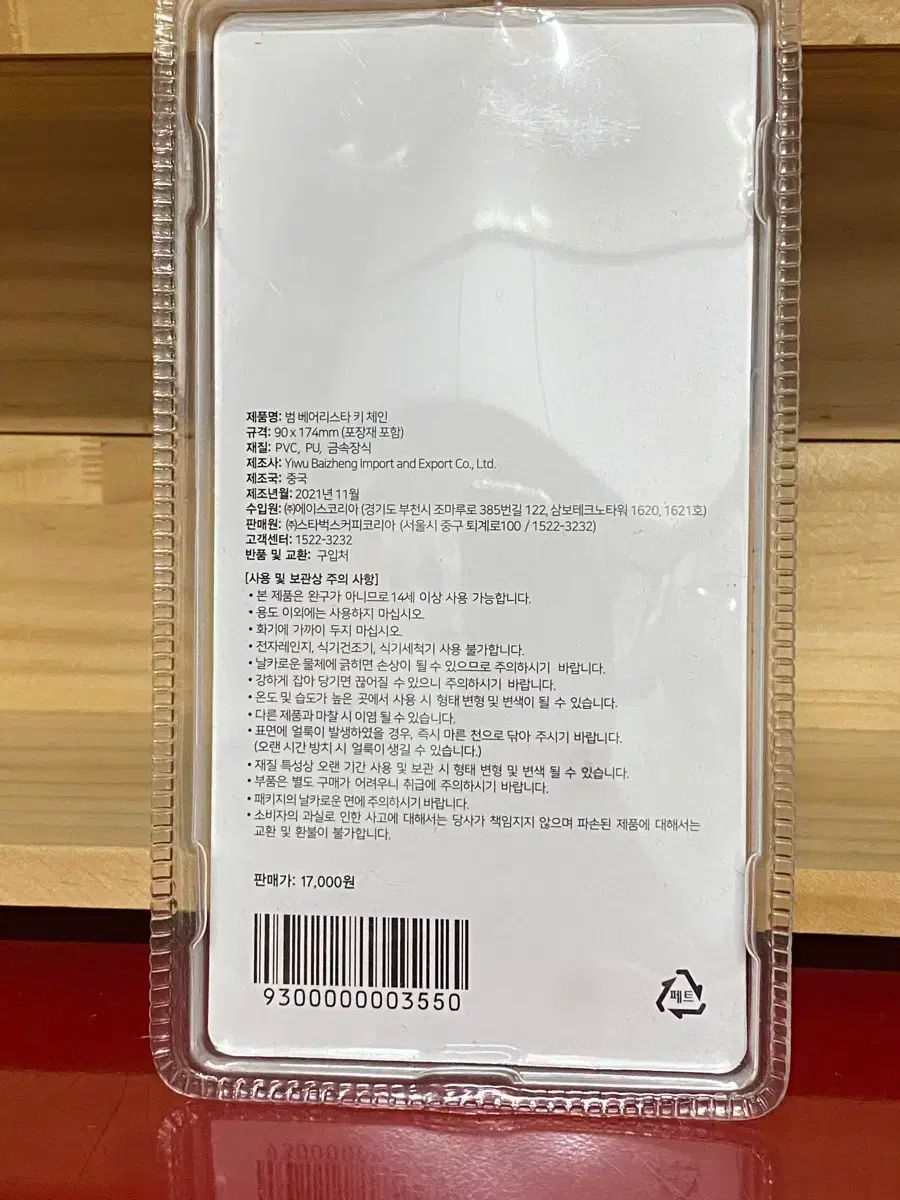 제품명: 범 베어리스타 키 체인
규격: 90 x 174mm (포장재 포함)
재질: PVC, PU, 금속장식
제조사: Yiwu Baizheng Import and Export Co., Ltd.
제조국: 중국
제조년월: 2021년 11월
수입원: ㈜에이스코리아 (경기도 부천시 조마루로 385번길 122, 삼보테크노타워 1620, 1621호)
판매원: ㈜스타벅스커피코리아 (서울시 중구 퇴계로100 / 1522-3232)
고객센터: 1522-3232
반품 및 교환: 구입처
[사용 및 보관상 주의 사항]
• 본 제품은 완구가 아니므로 14세 이상 사용 가능합니다.
• 용도 이외에는 사용하지 마십시오.
• 화기에 가까이 두지 마십시오.
• 전자레인지, 식기건조기, 식기세척기 사용 불가합니다.
• 날카로운 물체에 긁히면 손상이 될 수 있으므로 주의하시기 바랍니다.
• 강하게 잡아 당기면 끊어질 수 있으니 주의하시기 바랍니다.
• 온도 및 습도가 높은 곳에서 사용 시 형태 변형 및 변색이 될 수 있습니다.
• 다른 제품과 마찰 시 이염 될 수 있습니다.
• 표면에 얼룩이 발생하였을 경우, 즉시 마른 천으로 닦아 주시기 바랍니다.
(오랜 시간 방치 시 얼룩이 생길 수 있습니다.)
• 재질 특성상 오랜 기간 사용 및 보관 시 형태 변형 및 변색 될 수 있습니다.
• 부품은 별도 구매가 어려우니 취급에 주의하시기 바랍니다.
• 패키지의 날카로운 면에 주의하시기 바랍니다.
• 소비자의 과실로 인한 사고에 대해서는 당사가 책임지지 않으며 파손된 제품에 대해서는
교환 및 환불이 불가합니다.
판매가: 17,000원
9300000003550
페트